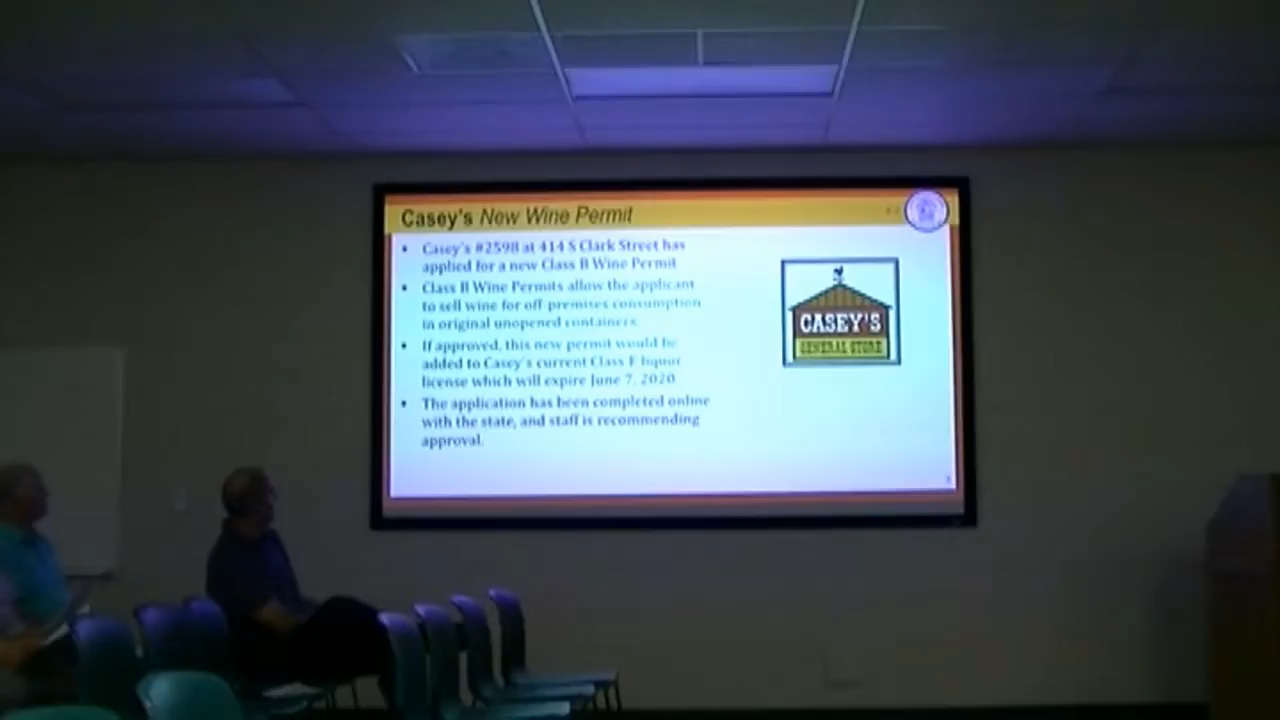 Casey's New Wine Permit
• Casey's #2598 at 414 S Clark Street has
applied for a new Class B Wine Permit
• Class B Wine Permits allow the applicant
to sell wine for off-premises consumption
in original unopened containers.
• If approved, this new permit would be
added to Casey's current Class E liquor
license which will expire June 7, 2020
• The application has been completed online
with the state, and staff is recommending
approval.
CASEY'S
GENERAL STORE